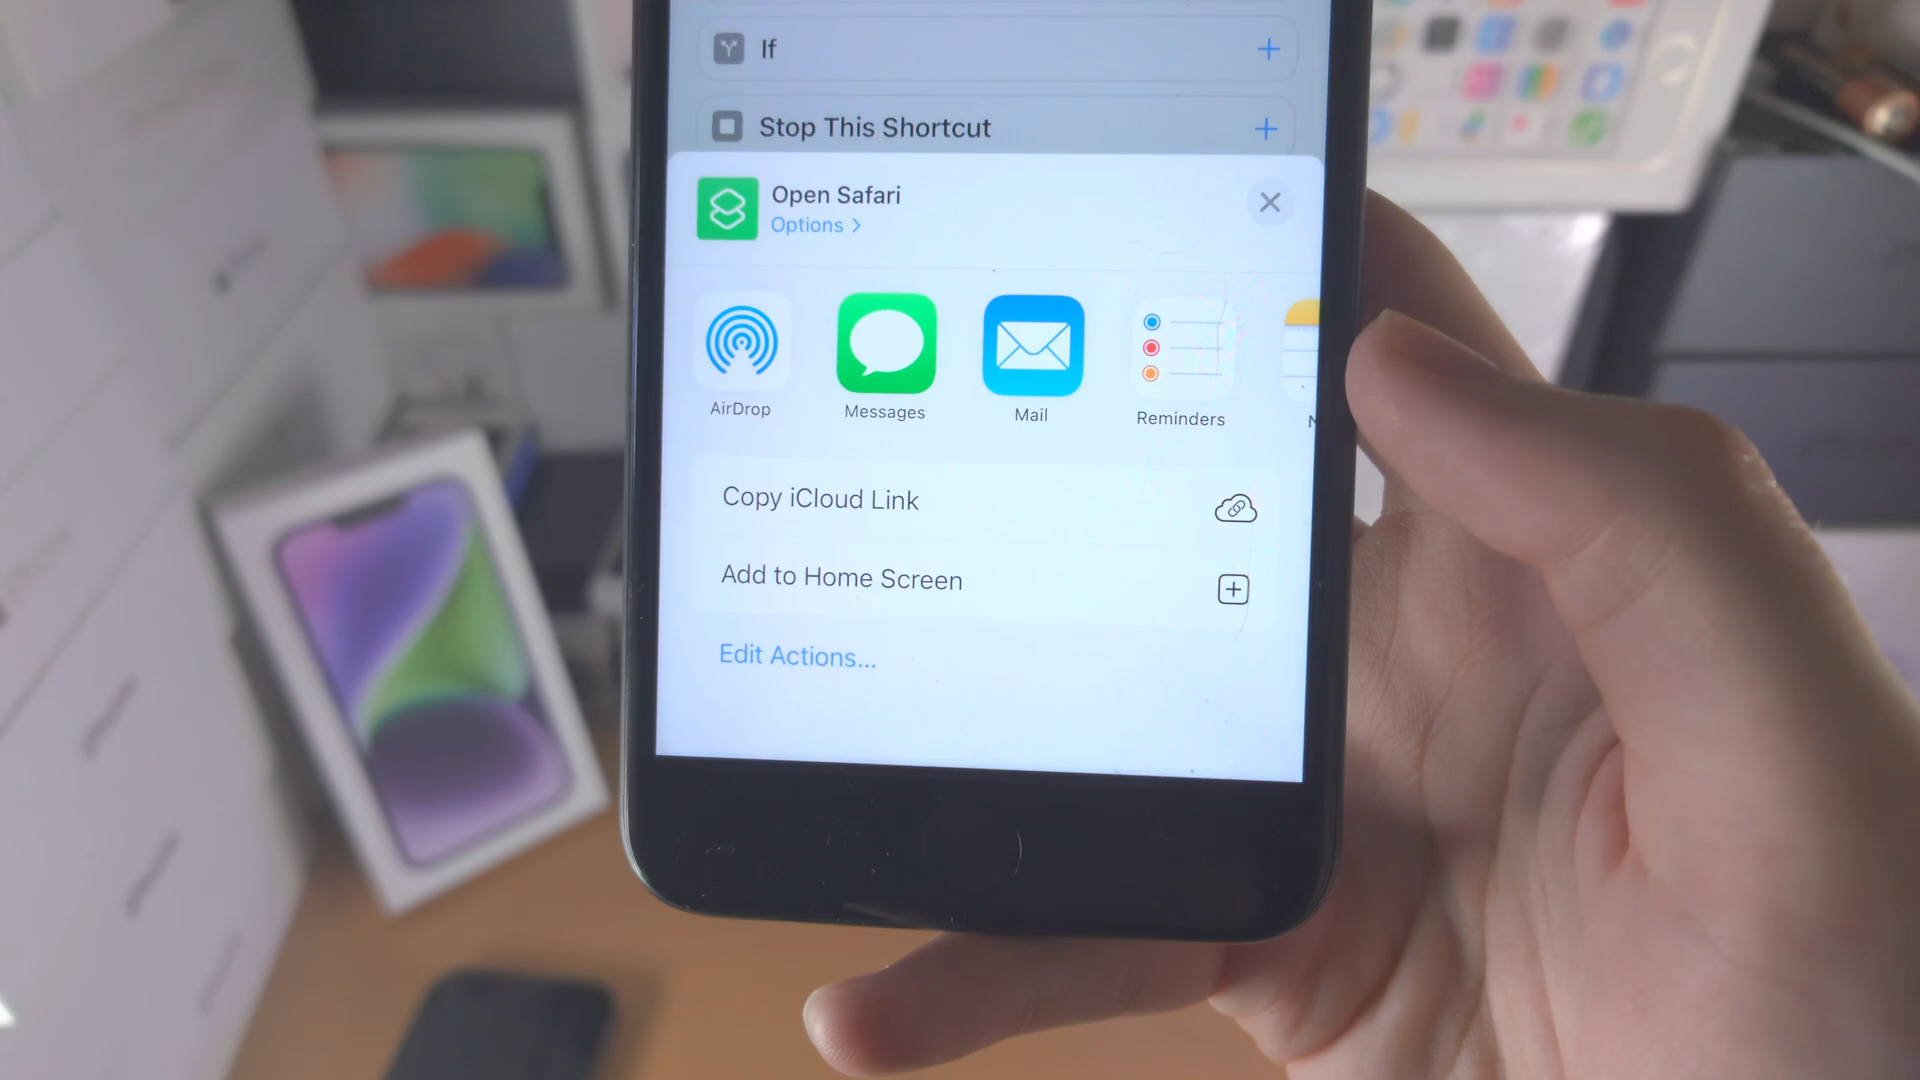 If
Stop This Shortcut
Open Safari
Options >
AirDrop
Messages
Mail
Reminders
N
Copy iCloud Link
Add to Home Screen
Edit Actions...